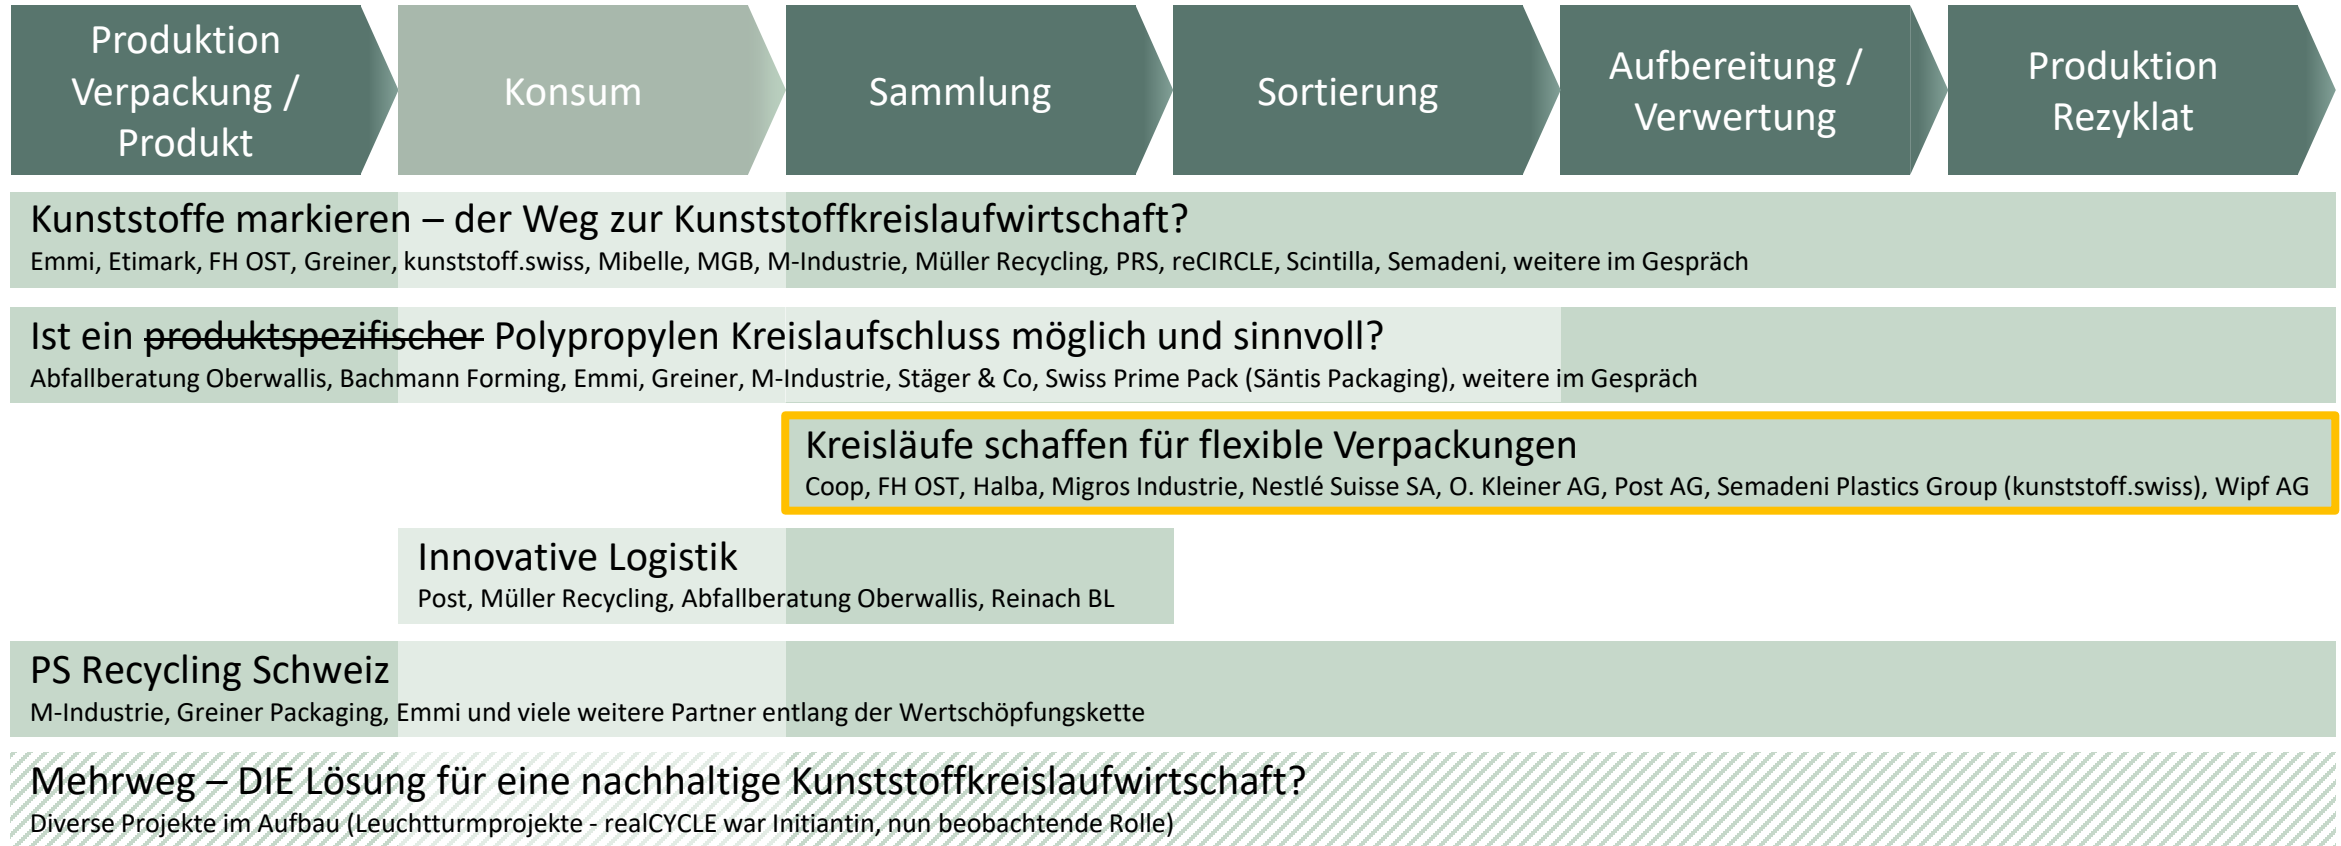 Produktion
Verpackung /
Produkt
Konsum
Sammlung
Sortierung
Aufbereitung /
Verwertung
Produktion
Rezyklat
Kunststoffe markieren – der Weg zur Kunststoffkreislaufwirtschaft?
Emmi, Etimark, FH OST, Greiner, kunststoff.swiss, Mibelle, MGB, M-Industrie, Müller Recycling, PRS, reCIRCLE, Scintilla, Semadeni, weitere im Gespräch
Ist ein produktspezifischer Polypropylen Kreislaufschluss möglich und sinnvoll?
Abfallberatung Oberwallis, Bachmann Forming, Emmi, Greiner, M-Industrie, Stäger & Co, Swiss Prime Pack (Säntis Packaging), weitere im Gespräch
Kreisläufe schaffen für flexible Verpackungen
Coop, FH OST, Halba, Migros Industrie, Nestlé Suisse SA, O. Kleiner AG, Post AG, Semadeni Plastics Group (kunststoff.swiss), Wipf AG
Innovative Logistik
Post, Müller Recycling, Abfallberatung Oberwallis, Reinach BL
PS Recycling Schweiz
M-Industrie, Greiner Packaging, Emmi und viele weitere Partner entlang der Wertschöpfungskette
Mehrweg – DIE Lösung für eine nachhaltige Kunststoffkreislaufwirtschaft?
Diverse Projekte im Aufbau (Leuchtturmprojekte - realCYCLE war Initiantin, nun beobachtende Rolle)